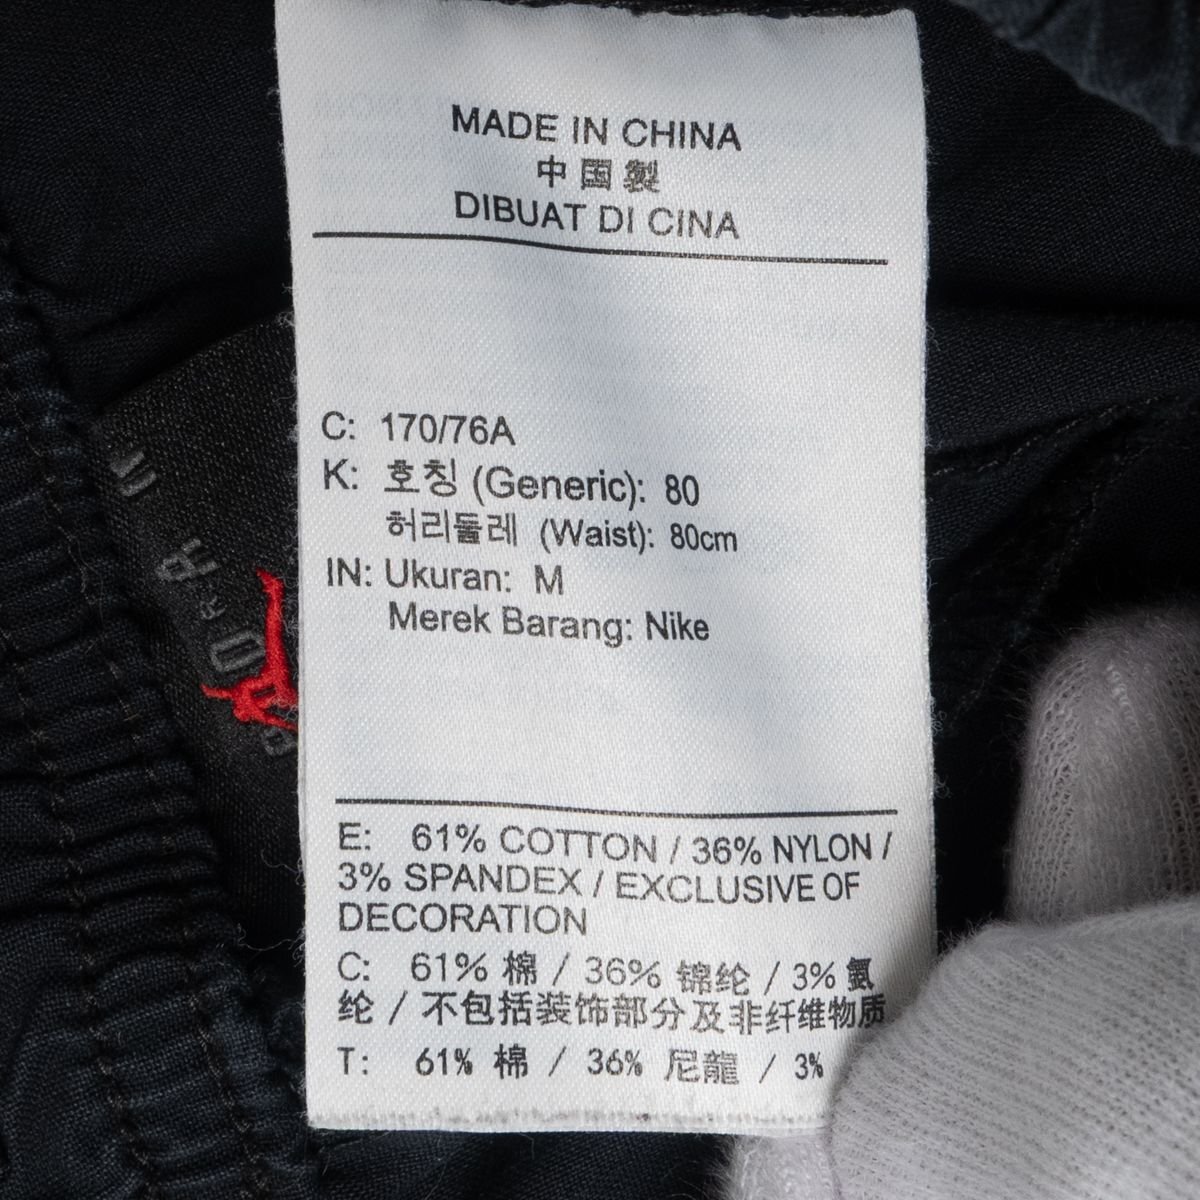 MADE IN CHINA
中国製
DIBUAT DI CINA
C: 170/76A
K: 호칭 (Generic): 80
허리둘레 (Waist): 80cm
IN: Ukuran: M
Merek Barang: Nike
E: 61% COTTON / 36% NYLON /
3% SPANDEX / EXCLUSIVE OF
DECORATION
C: 61% 棉 / 36% 锦纶 / 3% 氨
纶 / 不包括装饰部分及非纤维物质
T: 61% 棉 / 36% 尼龍 / 3%